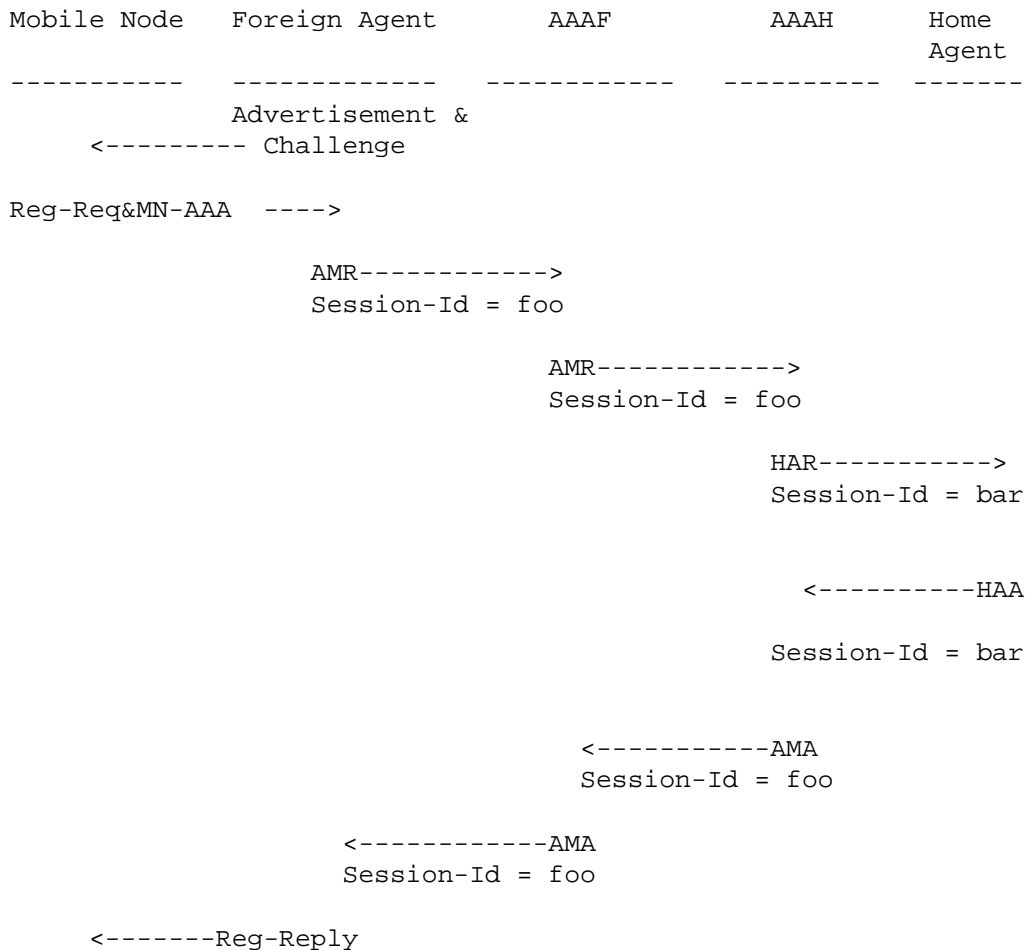 Mobile Node   Foreign Agent       AAAF             AAAH         Home
                                                                Agent
-----------   -------------   ------------      ----------   -------
              Advertisement &
     <--------- Challenge
Reg-Req&MN-AAA  ---->
                   AMR------------>
                   Session-Id = foo
                                  AMR------------>
                                  Session-Id = foo
                                                HAR----------->
                                                Session-Id = bar
                                                  <----------HAA
                                                Session-Id = bar
                                    <-----------AMA
                                    Session-Id = foo
                     <------------AMA
                     Session-Id = foo
     <-------Reg-Reply